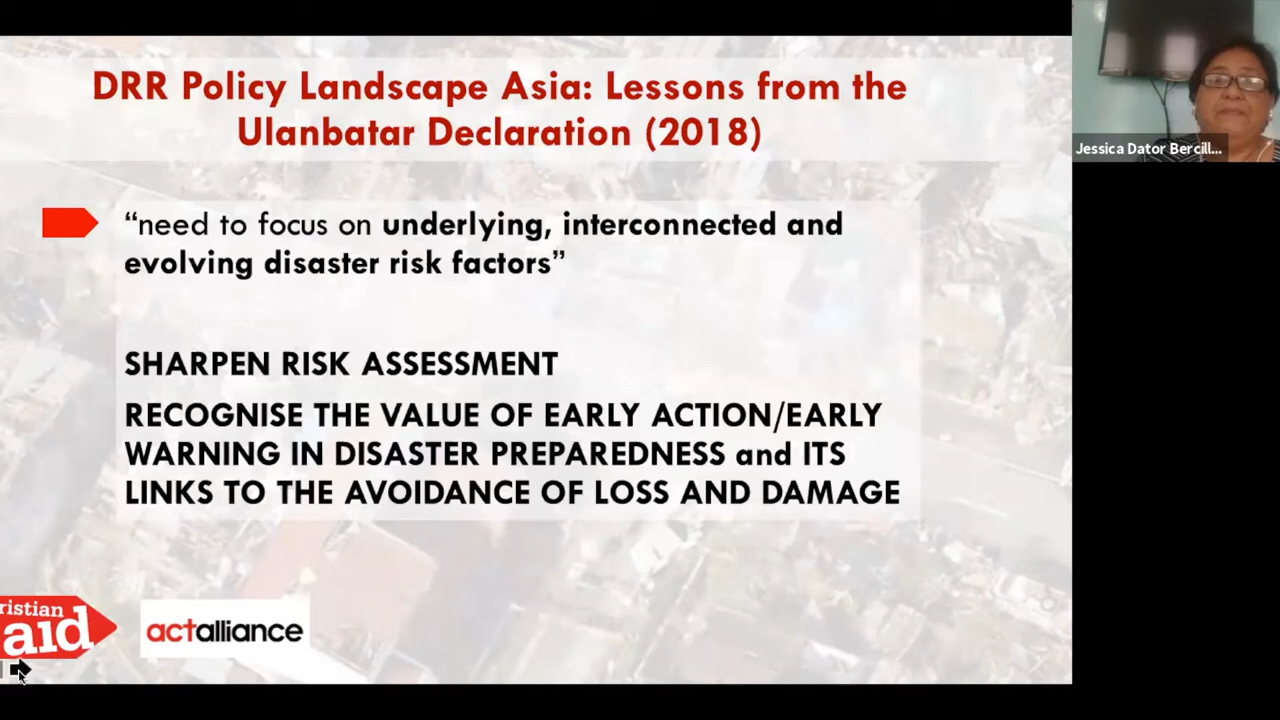 DRR Policy Landscape Asia: Lessons from the
Ulanbatar Declaration (2018)
Jessica Dator Bercill...
“need to focus on underlying, interconnected and
evolving disaster risk factors”
SHARPEN RISK ASSESSMENT
RECOGNISE THE VALUE OF EARLY ACTION/EARLY
WARNING IN DISASTER PREPAREDNESS and ITS
LINKS TO THE AVOIDANCE OF LOSS AND DAMAGE
ristian
aid
actalliance